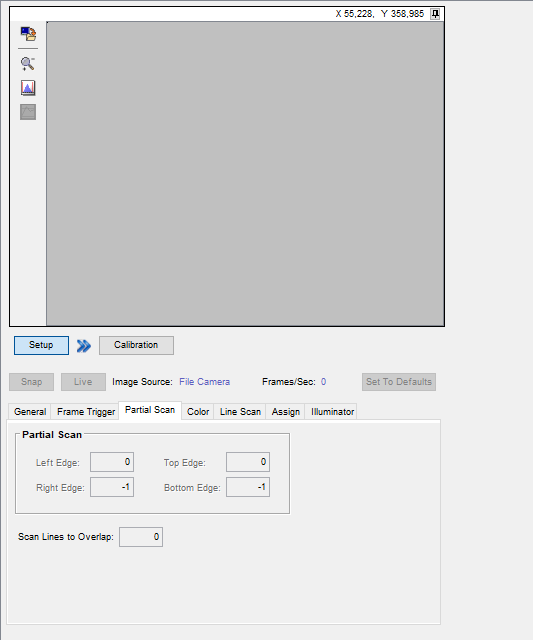 X 55,228, Y 358,985
Setup
Calibration
Snap Live Image Source: File Camera Frames/Sec: 0 Set To Defaults
General Frame Trigger Partial Scan Color Line Scan Assign Illuminator
Partial Scan
Left Edge: 0 Top Edge: 0
Right Edge: -1 Bottom Edge: -1
Scan Lines to Overlap: 0